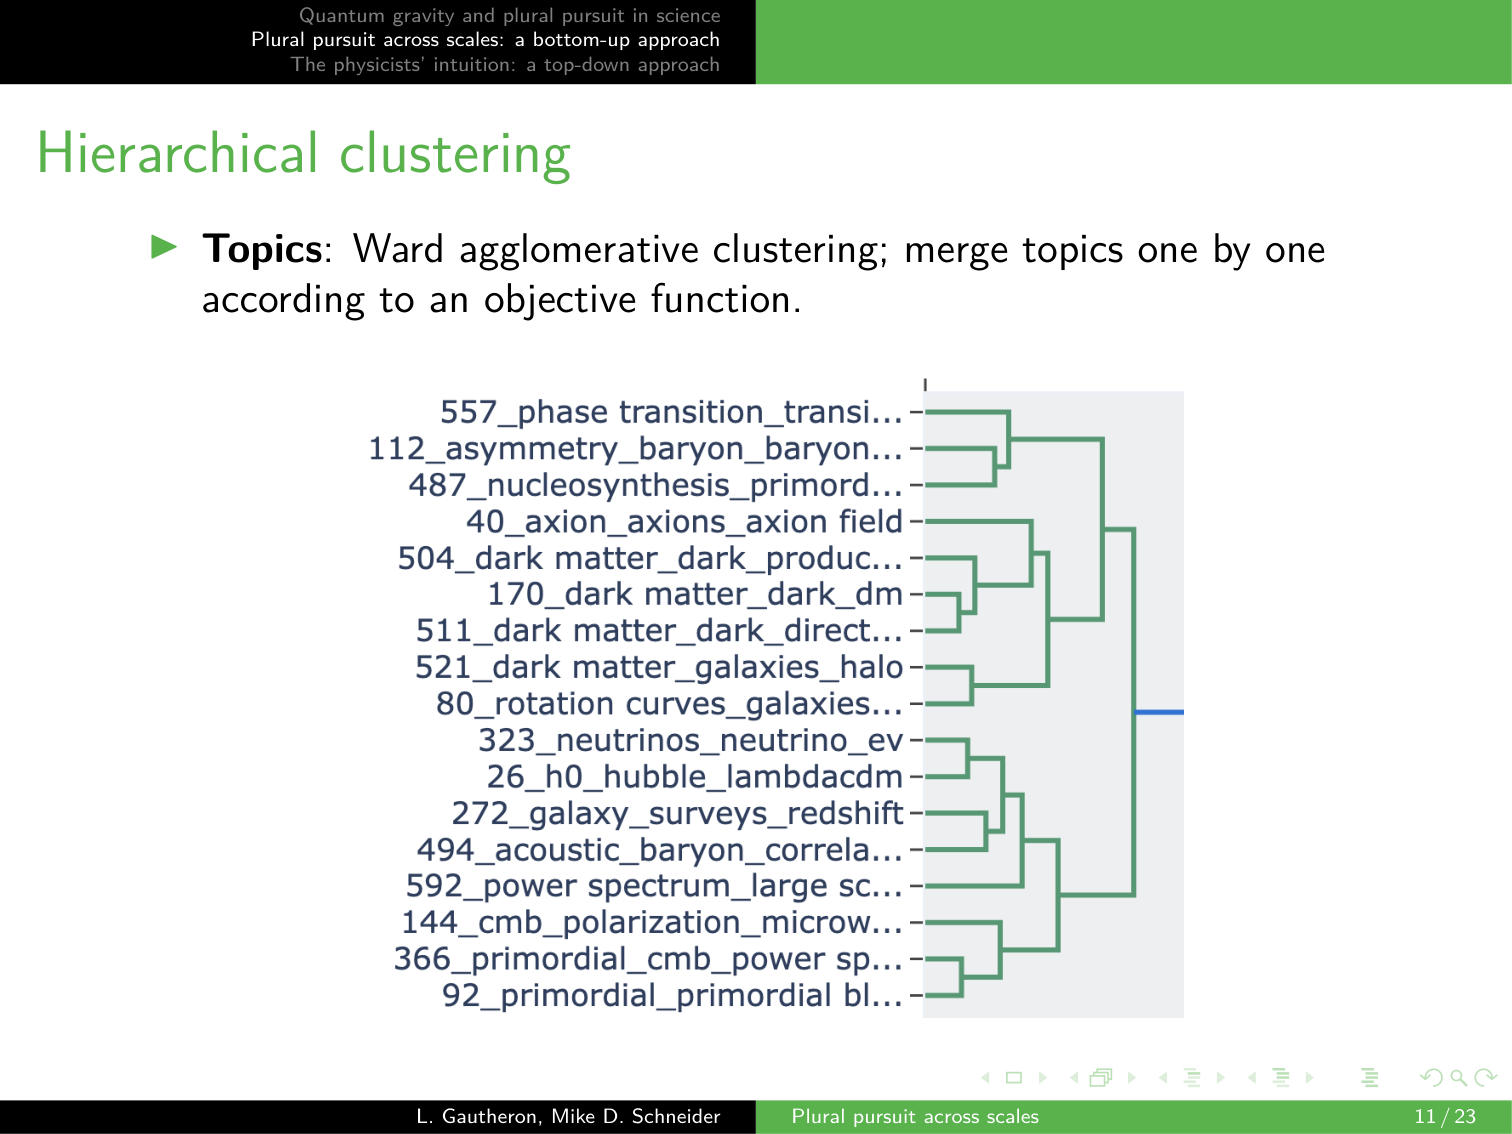 Quantum gravity and plural pursuit in science
Plural pursuit across scales: a bottom-up approach
The physicists' intuition: a top-down approach
Hierarchical clustering
Topics: Ward agglomerative clustering; merge topics one by one
according to an objective function.
557_phase transition_transi...
112_asymmetry_baryon_baryon...
487_nucleosynthesis_primord...
40_axion_axions_axion field
504_dark matter_dark_produc...
170_dark matter_dark_dm
511_dark matter_dark_direct...
521_dark matter_galaxies_halo
80_rotation curves_galaxies...
323_neutrinos_neutrino_ev
26_h0_hubble_lambdacdm
272_galaxy_surveys_redshift
494_acoustic_baryon_correla...
592_power spectrum_large sc...
144_cmb_polarization_microw...
366_primordial_cmb_power sp...
92_primordial_primordial bl...
L. Gautheron, Mike D. Schneider
Plural pursuit across scales
11 / 23